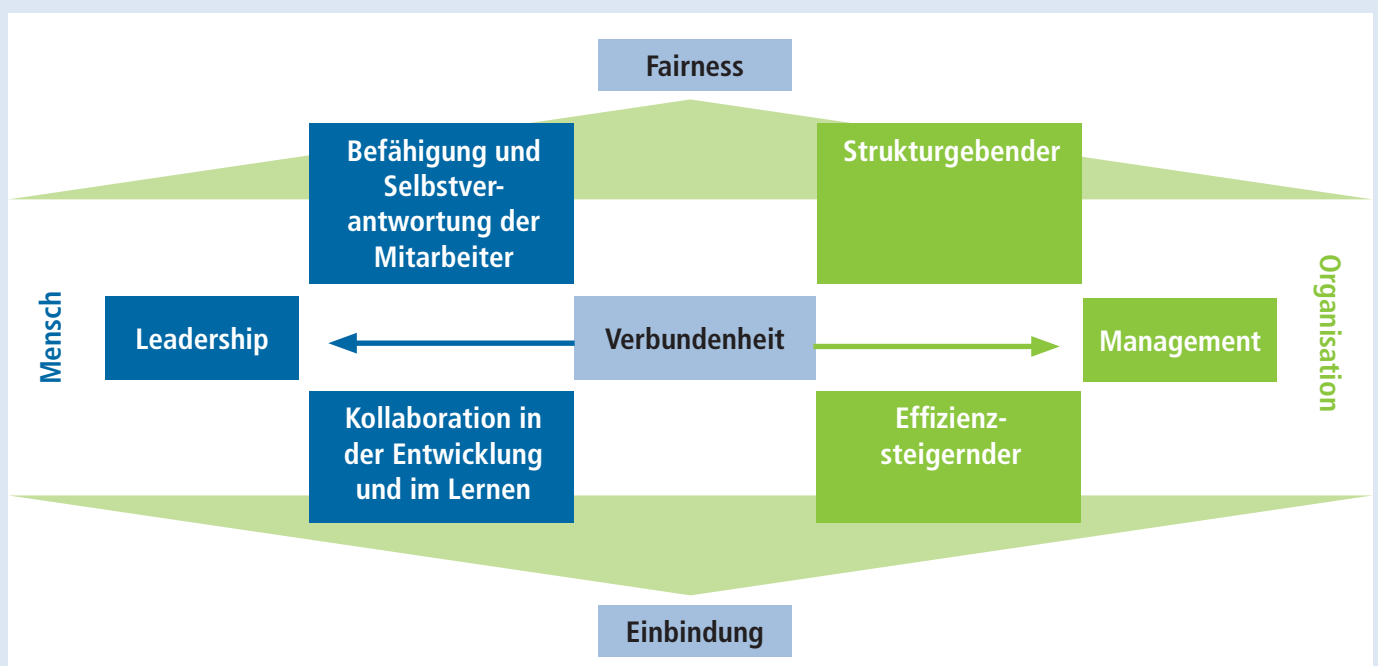 Fairness
Befähigung und
Selbstver-
antwortung der
Mitarbeiter
Strukturgebender
Mensch
Leadership
Verbundenheit
Management
Organisation
Kollaboration in
der Entwicklung
und im Lernen
Effizienz-
steigernder
Einbindung